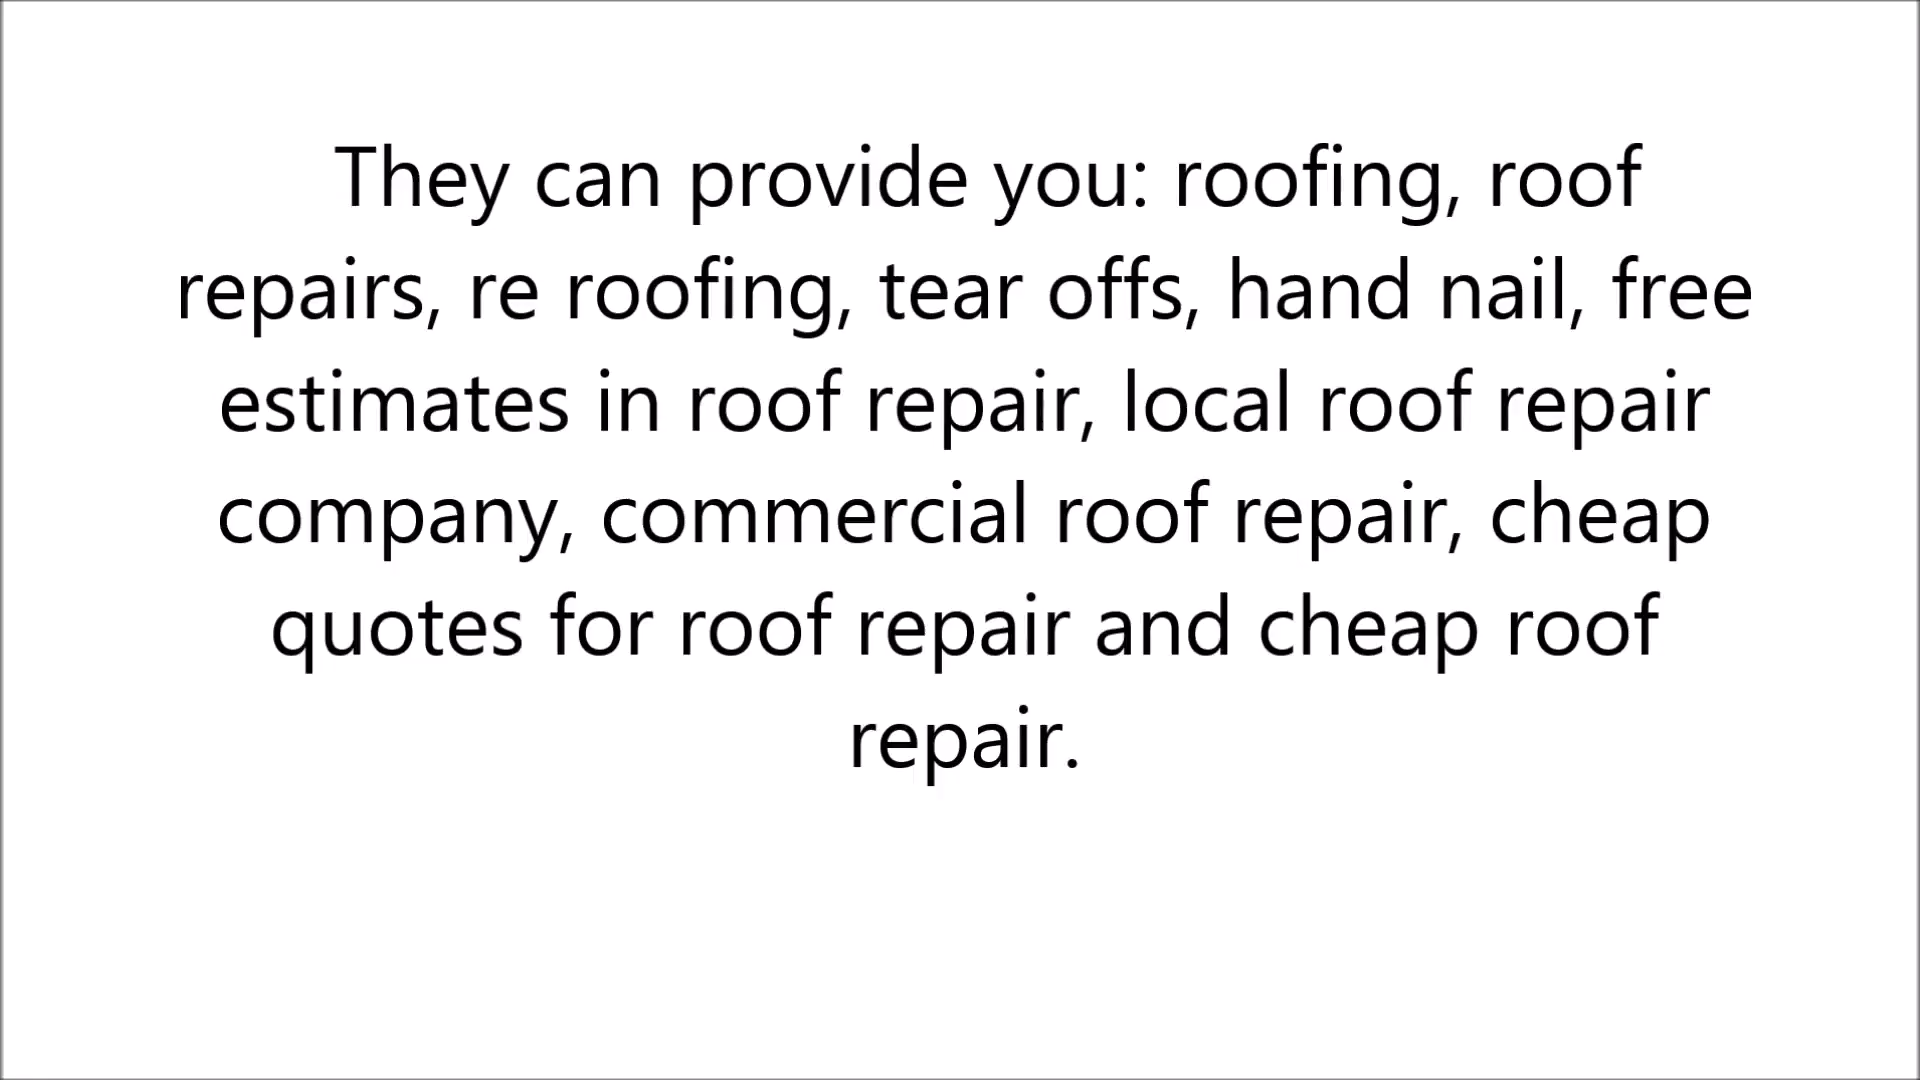 They can provide you: roofing, roof
repairs, re roofing, tear offs, hand nail, free
estimates in roof repair, local roof repair
company, commercial roof repair, cheap
quotes for roof repair and cheap roof
repair.